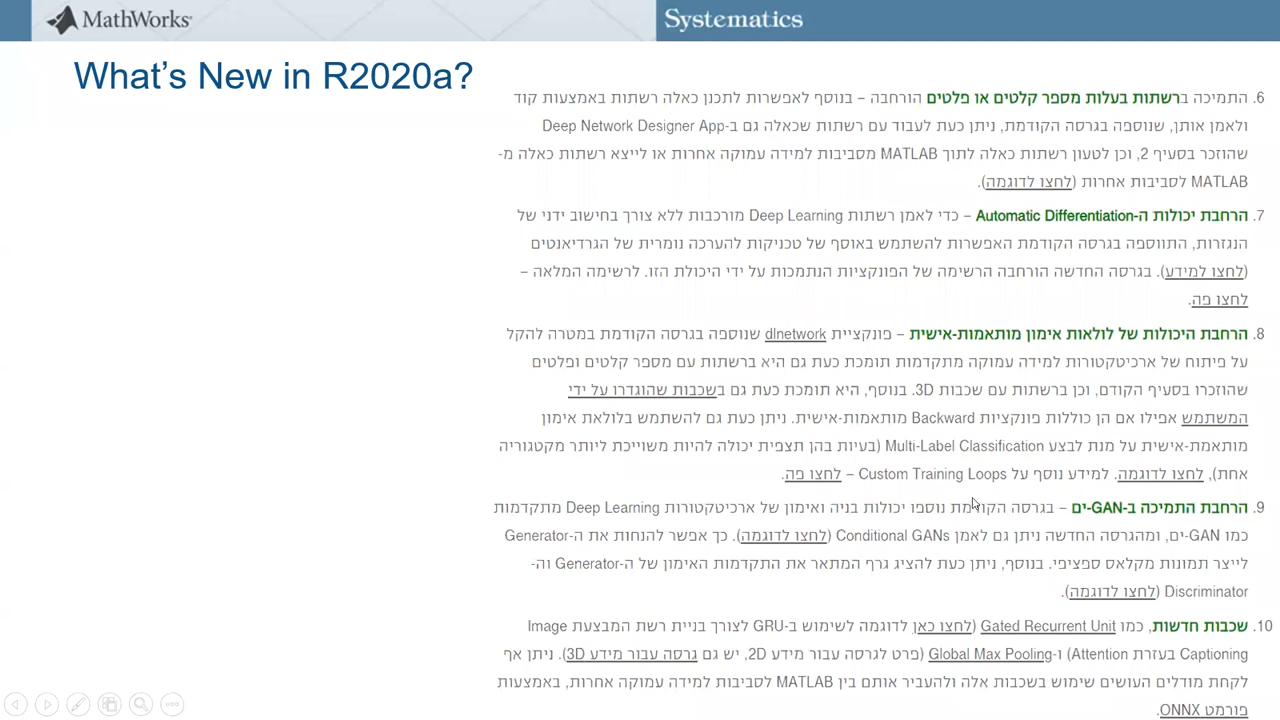 MathWorks®
Systematics
What's New in R2020a?
6. התמיכה ברשתות בעלות מספר קלטים או פלטים הורחבה – בנוסף לאפשרות לתכנן כאלה רשתות באמצעות קוד
ולאמן אותן, שנוספה בגרסה הקודמת, ניתן כעת לעבוד עם רשתות שכאלה גם ב-Deep Network Designer App
שהוזכר בסעיף 2, וכן לטעון רשתות כאלה לתוך MATLAB מסביבות למידה עמוקה אחרות או לייצא רשתות כאלה מ-
MATLAB לסביבות אחרות (לחצו לדוגמה).
7. הרחבת יכולות ה-Automatic Differentiation – כדי לאמן רשתות Deep Learning מורכבות ללא צורך בחישוב ידני של
הנגזרות, התווספה בגרסה הקודמת האפשרות להשתמש באוסף של טכניקות להערכה נומרית של הגרדיאנטים
(לחצו למידע). בגרסה החדשה הורחבה הרשימה של הפונקציות הנתמכות על ידי היכולת הזו. לרשימה המלאה –
לחצו פה.
8. הרחבת היכולות של לולאות אימון מותאמות-אישית – פונקציית dlnetwork שנוספה בגרסה הקודמת במטרה להקל
על פיתוח של ארכיטקטורות למידה עמוקה מתקדמות תומכת כעת גם היא ברשתות עם מספר קלטים ופלטים
שהוזכרו בסעיף הקודם, וכן ברשתות עם שכבות 3D. בנוסף, היא תומכת כעת גם בשכבות שהוגדרו על ידי
המשתמש אפילו אם הן כוללות פונקציות Backward מותאמות-אישית. ניתן כעת גם להשתמש בלולאת אימון
מותאמת-אישית על מנת לבצע Multi-Label Classification (בעיות בהן תצפית יכולה להיות משוייכת ליותר מקטגוריה
אחת), לחצו לדוגמה. למידע נוסף על Custom Training Loops – לחצו פה.
9. הרחבת התמיכה ב-GAN-ים – בגרסה הקודמת נוספו יכולות בניה ואימון של ארכיטקטורות Deep Learning מתקדמות
כמו GAN-ים, ומהגרסה החדשה ניתן גם לאמן Conditional GANs (לחצו לדוגמה). כך אפשר להנחות את ה-Generator
לייצר תמונות מקלאס ספציפי. בנוסף, ניתן כעת להציג גרף המתאר את התקדמות האימון של ה-Generator וה-
Discriminator (לחצו לדוגמה).
10. שכבות חדשות, כמו Gated Recurrent Unit (לחצו כאן לדוגמה לשימוש ב-GRU לצורך בניית רשת המבצעת Image
Captioning בעזרת Attention) ו-Global Max Pooling (פרט לגרסה עבור מידע 2D, יש גם גרסה עבור מידע 3D). ניתן אף
לקחת מודלים העושים שימוש בשכבות אלה ולהעביר אותם בין MATLAB לסביבות למידה עמוקה אחרות, באמצעות
פורמט ONNX.